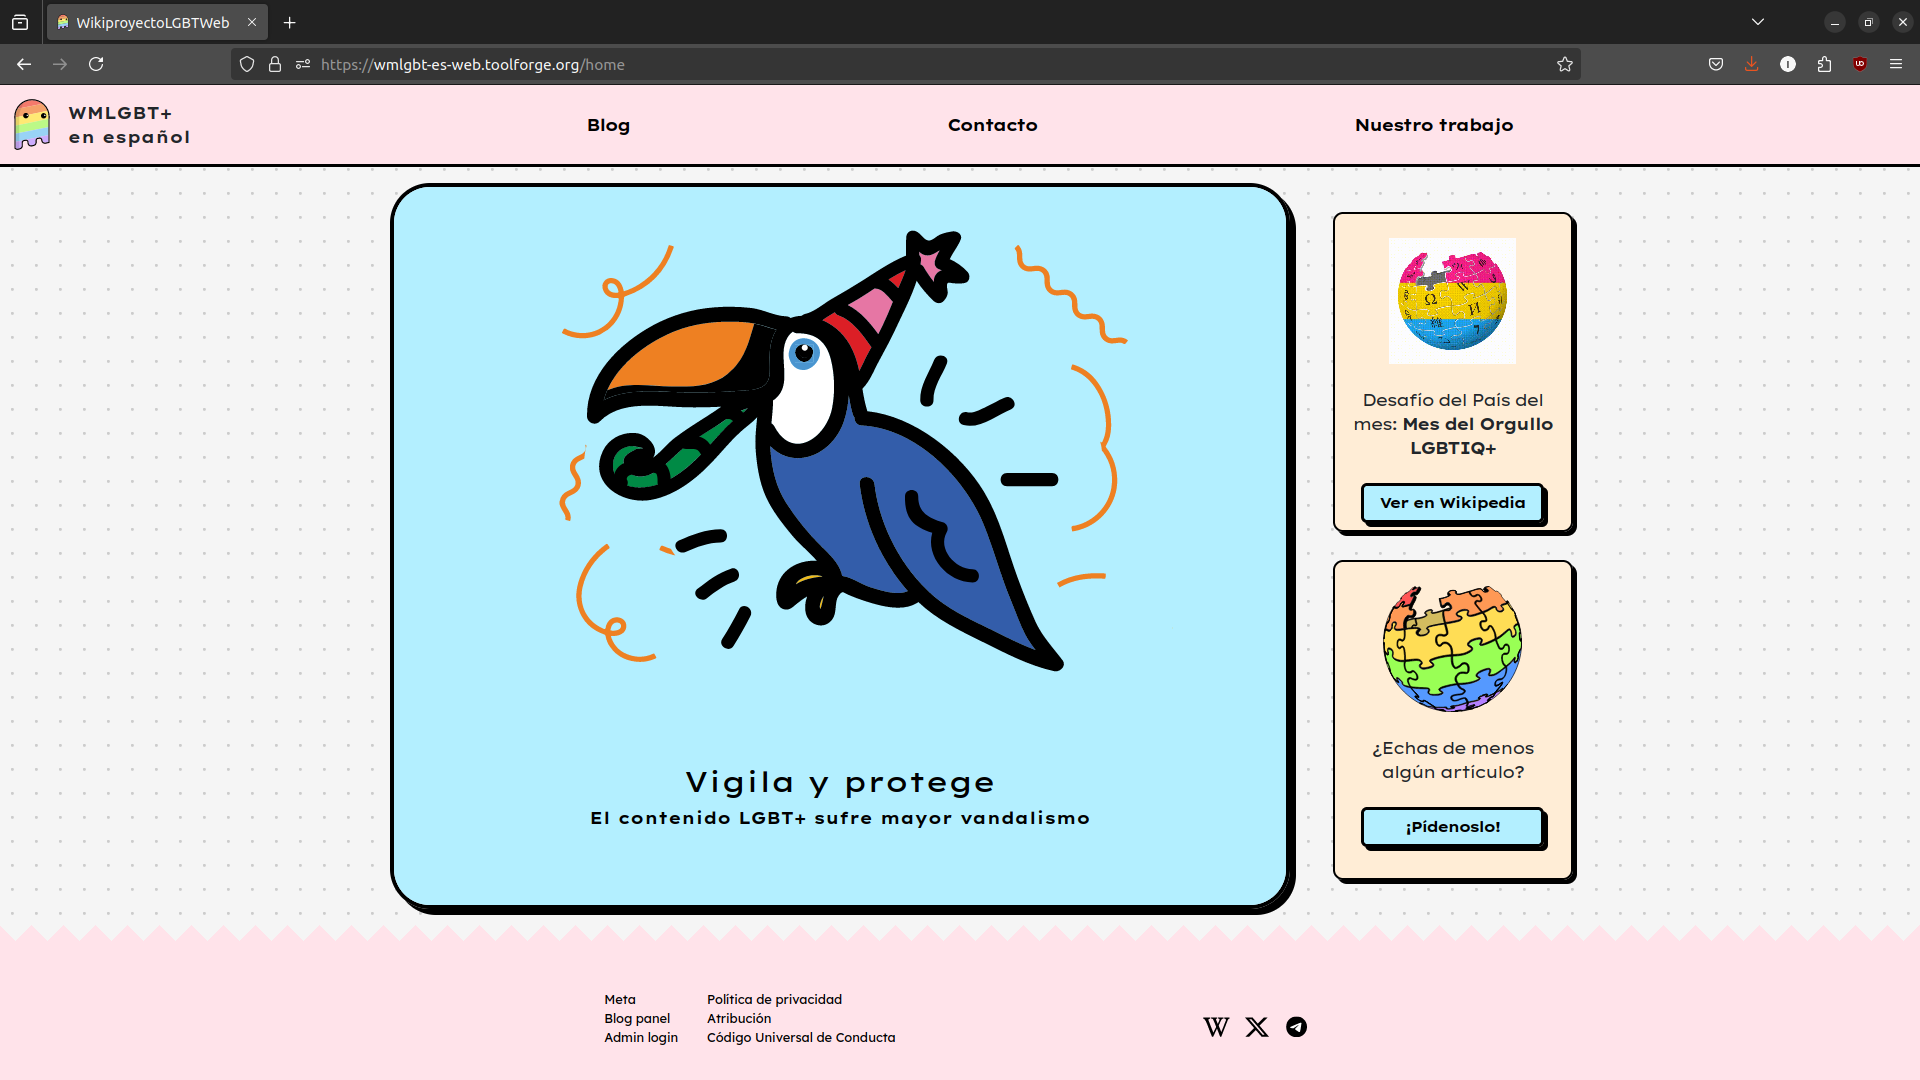 WikiproyectoLGBTWeb
https://wmlgbt-es-web.toolforge.org/home
WMLGBT+
en español
Blog
Contacto
Nuestro trabajo
Vigila y protege
El contenido LGBT+ sufre mayor vandalismo
Ω
И
Desafío del País del
mes: Mes del Orgullo
LGBTIQ+
Ver en Wikipedia
¿Echas de menos
algún artículo?
¡Pídenoslo!
Meta
Blog panel
Admin login
Política de privacidad
Atribución
Código Universal de Conducta
W
X